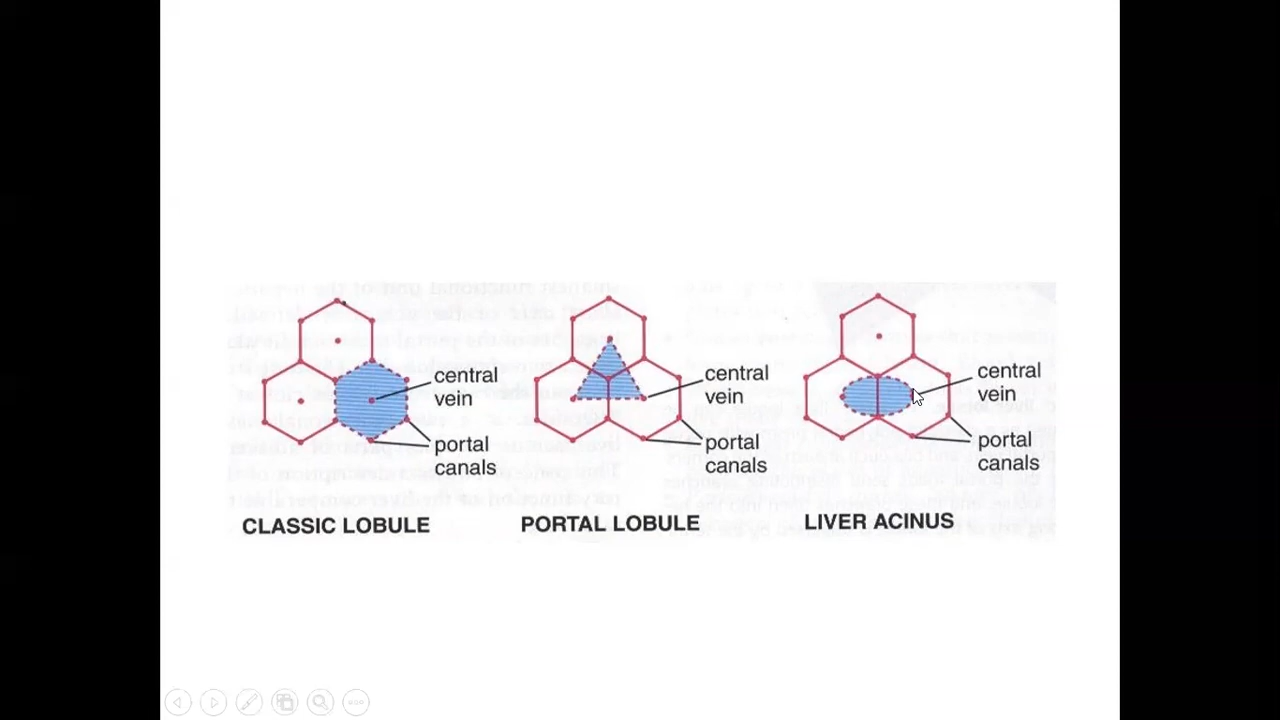 central
vein
portal
canals
CLASSIC LOBULE
central
vein
portal
canals
PORTAL LOBULE
central
vein
portal
canals
LIVER ACINUS